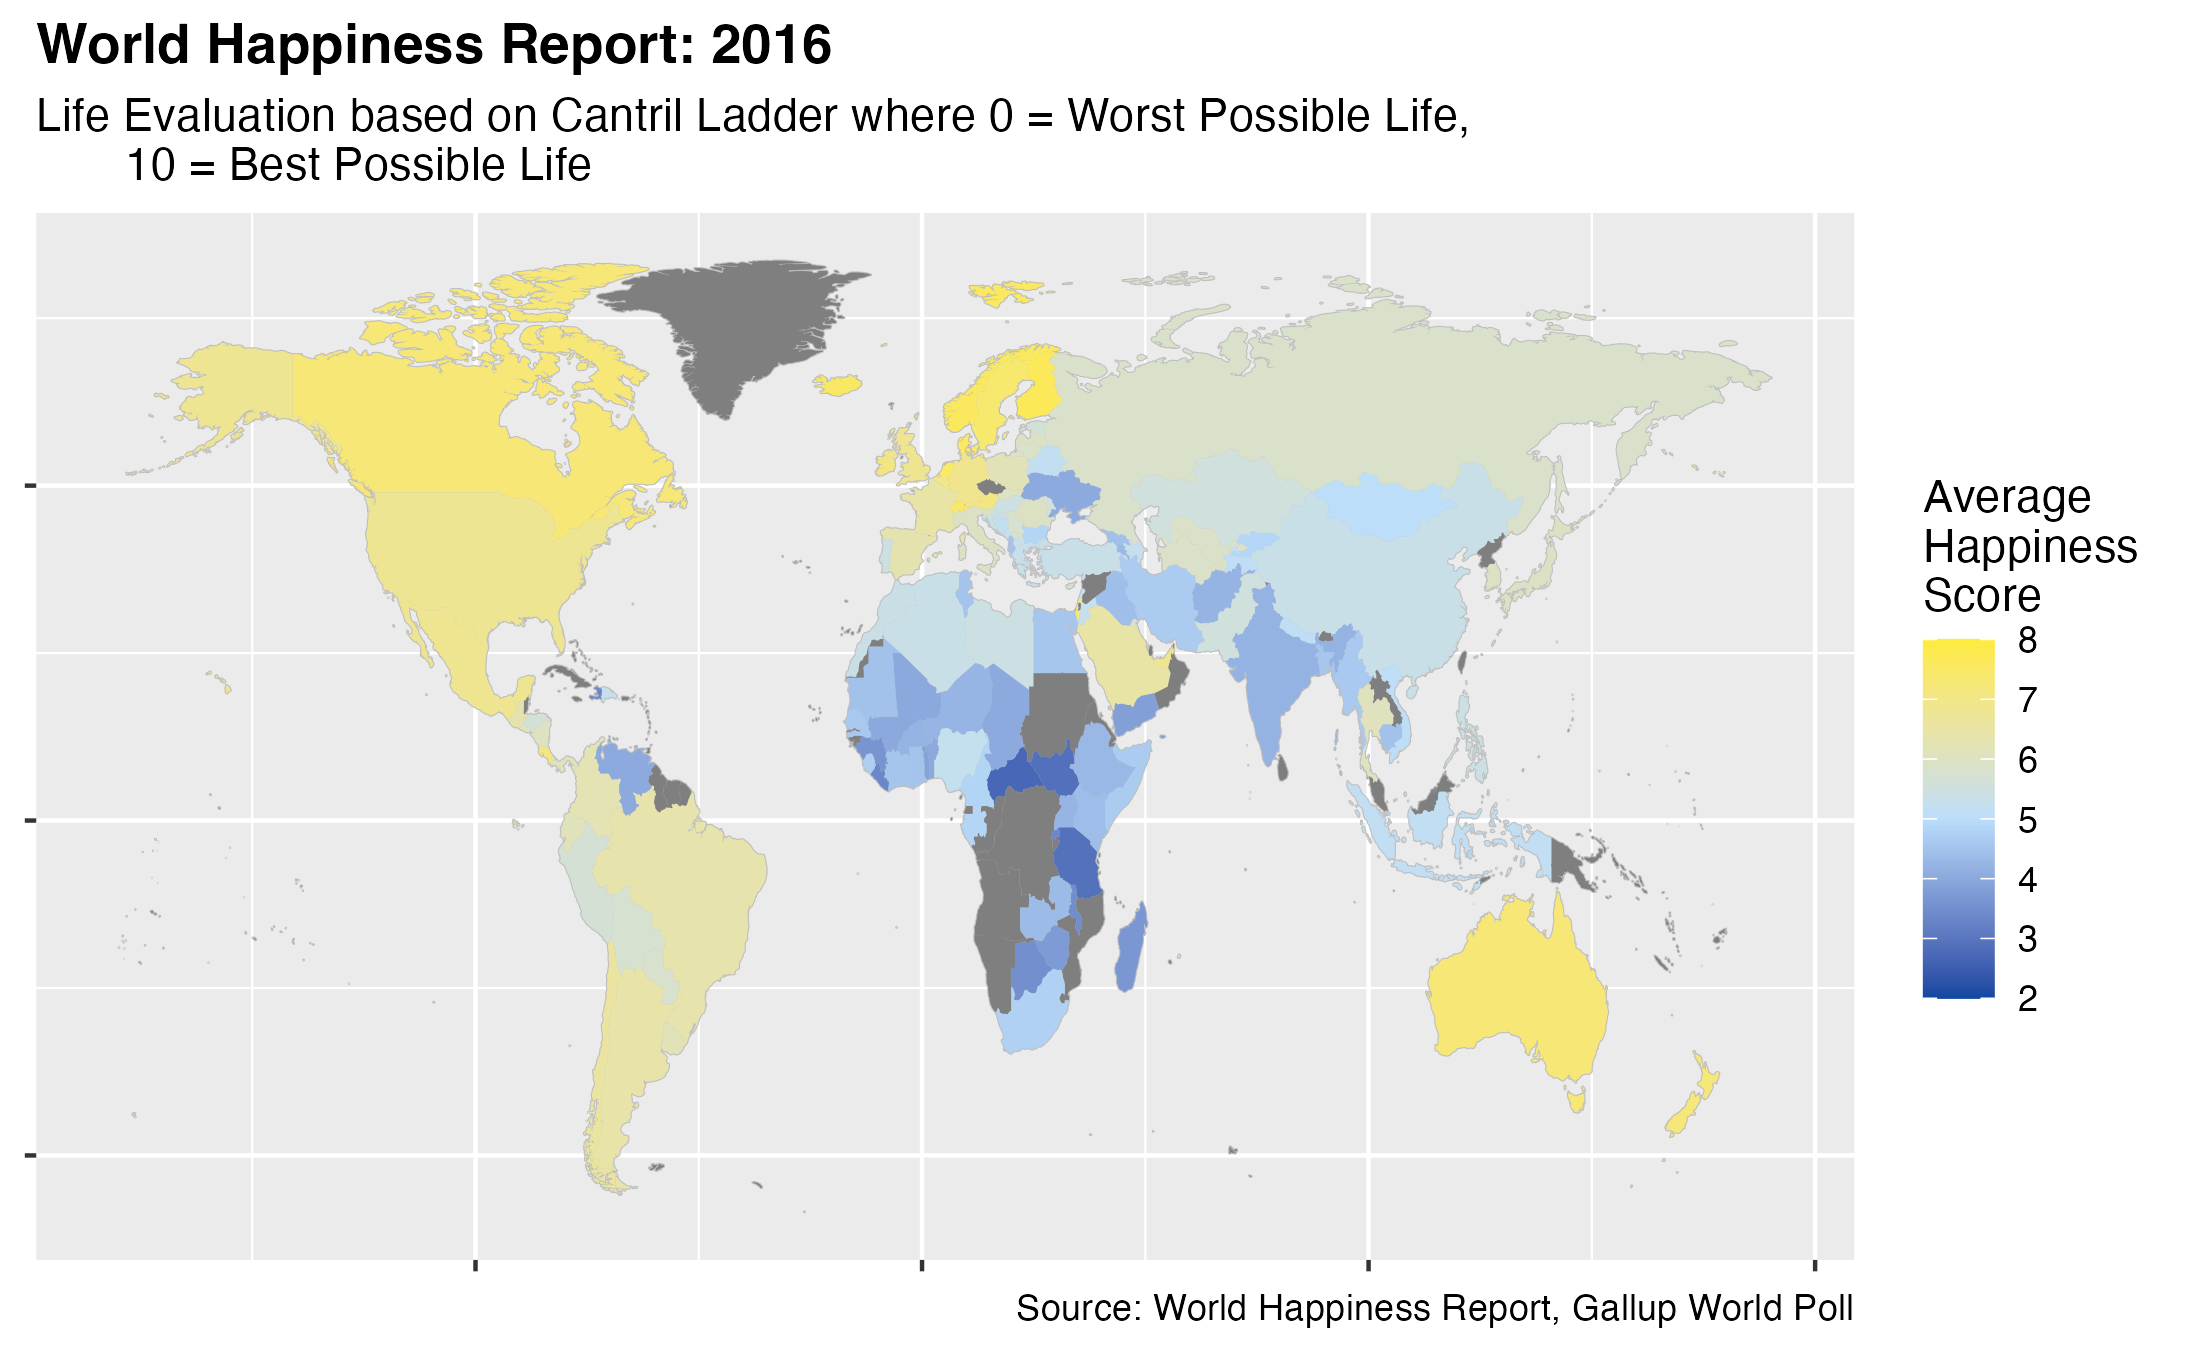 World Happiness Report: 2016
Life Evaluation based on Cantril Ladder where 0 = Worst Possible Life,
10 = Best Possible Life
Average
Happiness
Score
8
7
6
5
4
3
2
Source: World Happiness Report, Gallup World Poll